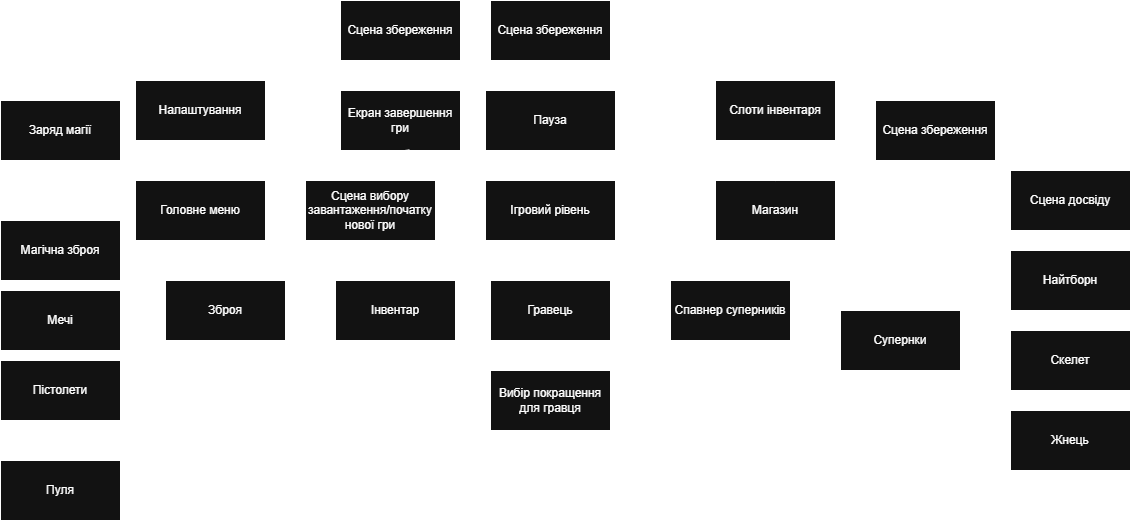 Сцена збереження
Сцена збереження
Налаштування
Слоти інвентаря
Заряд магії
Екран завершення
гри
Пауза
Сцена збереження
Головне меню
Сцена вибору
завантаження/початку
нової гри
Ігровий рівень
Магазин
Сцена досвіду
Магічна зброя
Найтборн
Мечі
Зброя
Інвентар
Гравець
Спавнер суперників
Супернки
Скелет
Пістолети
Вибір покращення
для гравця
Жнець
Пуля